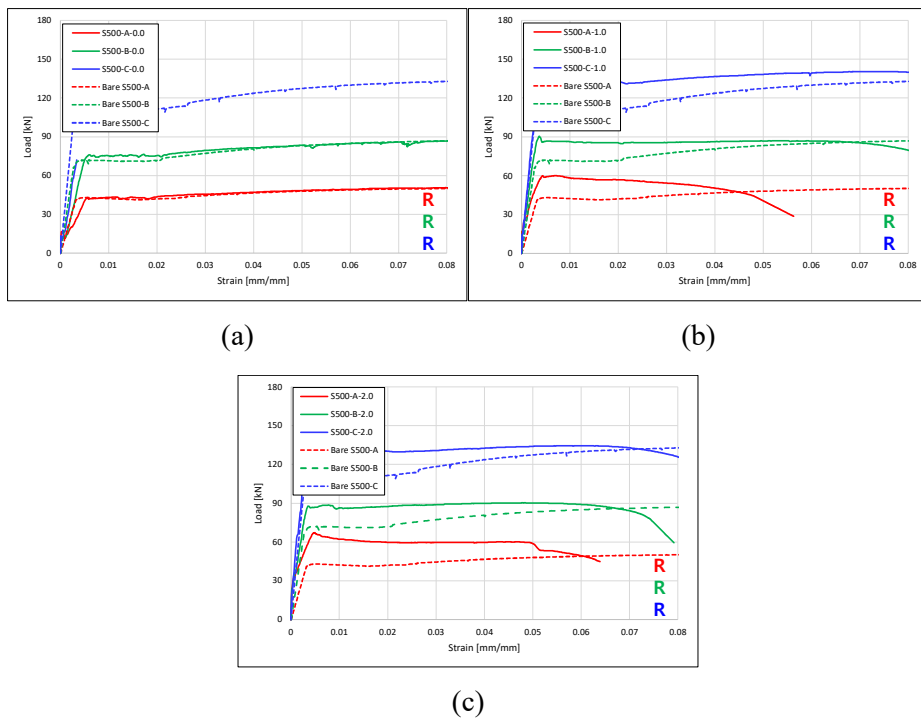 180
150
120
90
60
30
0
Load [kN]
S500-A-0.0
S500-B-0.0
S500-C-0.0
Bare S500-A
Bare S500-B
Bare S500-C
R
R
R
0 0.01 0.02 0.03 0.04 0.05 0.06 0.07 0.08
Strain [mm/mm]
(a)
180
150
120
90
60
30
0
Load [kN]
S500-A-1.0
S500-B-1.0
S500-C-1.0
Bare S500-A
Bare S500-B
Bare S500-C
R
R
R
0 0.01 0.02 0.03 0.04 0.05 0.06 0.07 0.08
Strain [mm/mm]
(b)
180
150
120
90
60
30
0
Load [kN]
S500-A-2.0
S500-B-2.0
S500-C-2.0
Bare S500-A
Bare S500-B
Bare S500-C
R
R
R
0 0.01 0.02 0.03 0.04 0.05 0.06 0.07 0.08
Strain [mm/mm]
(c)